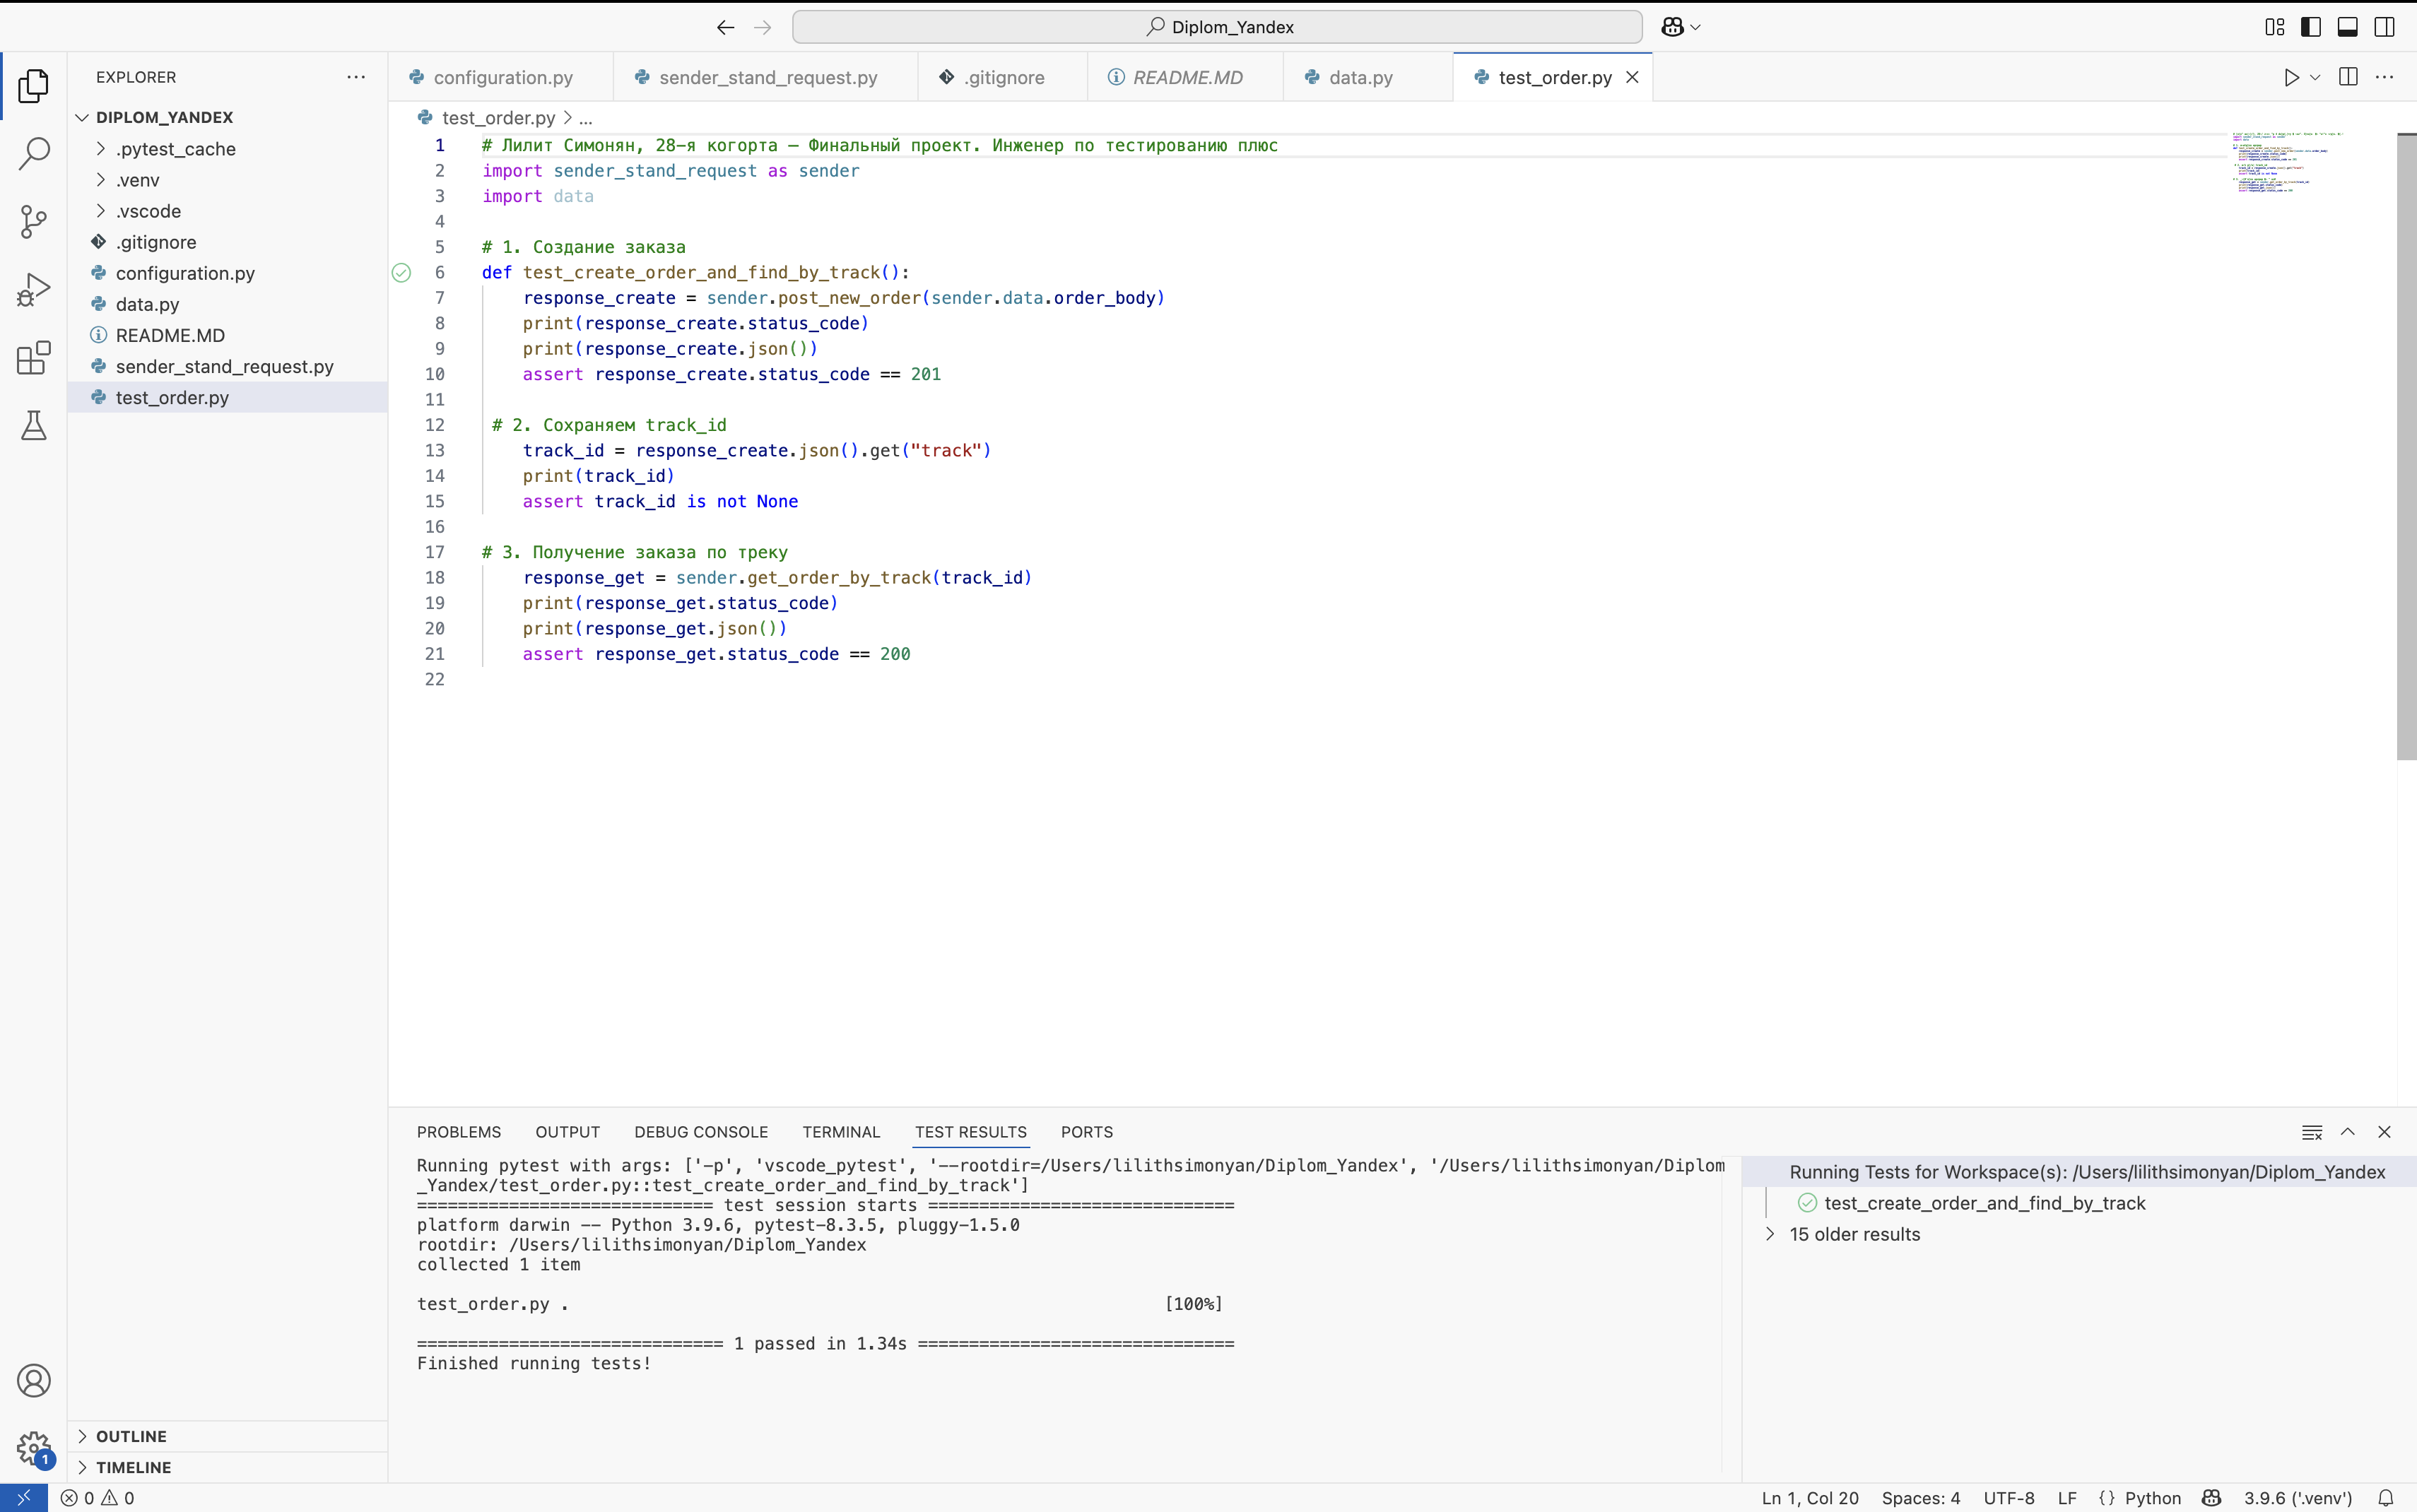 Diplom_Yandex
EXPLORER
DIPLOM_YANDEX
.pytest_cache
.venv
.vscode
.gitignore
configuration.py
data.py
README.MD
sender_stand_request.py
test_order.py
OUTLINE
TIMELINE
configuration.py
sender_stand_request.py
.gitignore
README.MD
data.py
test_order.py
test_order.py > ...
1 # Лилит Симонян, 28-я когорта — Финальный проект. Инженер по тестированию плюс
2 import sender_stand_request as sender
3 import data
4
5 # 1. Создание заказа
6 def test_create_order_and_find_by_track():
7 response_create = sender.post_new_order(sender.data.order_body)
8 print(response_create.status_code)
9 print(response_create.json())
10 assert response_create.status_code == 201
11
12 # 2. Сохраняем track_id
13 track_id = response_create.json().get("track")
14 print(track_id)
15 assert track_id is not None
16
17 # 3. Получение заказа по треку
18 response_get = sender.get_order_by_track(track_id)
19 print(response_get.status_code)
20 print(response_get.json())
21 assert response_get.status_code == 200
22
PROBLEMS OUTPUT DEBUG CONSOLE TERMINAL TEST RESULTS PORTS
Running pytest with args: ['-p', 'vscode_pytest', '--rootdir=/Users/lilithsimonyan/Diplom_Yandex', '/Users/lilithsimonyan/Diplom
_Yandex/test_order.py::test_create_order_and_find_by_track']
============================= test session starts ==============================
platform darwin -- Python 3.9.6, pytest-8.3.5, pluggy-1.5.0
rootdir: /Users/lilithsimonyan/Diplom_Yandex
collected 1 item
test_order.py . [100%]
============================== 1 passed in 1.34s ===============================
Finished running tests!
Running Tests for Workspace(s): /Users/lilithsimonyan/Diplom_Yandex
test_create_order_and_find_by_track
15 older results
1
0 0
Ln 1, Col 20 Spaces: 4 UTF-8 LF {} Python 3.9.6 ('.venv')